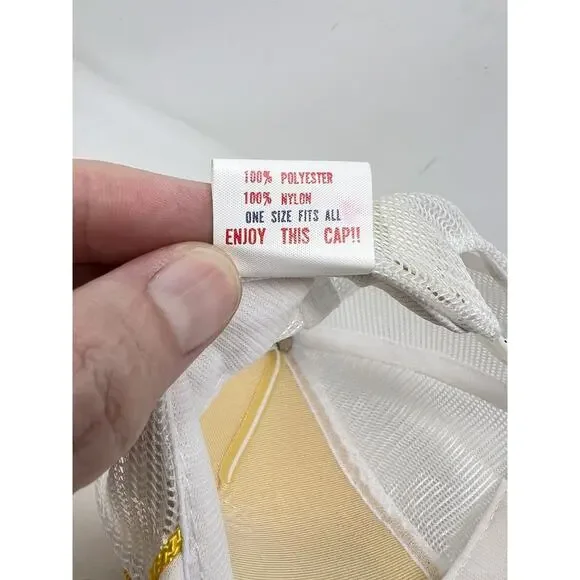 100% POLYESTER
100% NYLON
ONE SIZE FITS ALL
ENJOY THIS CAP!!